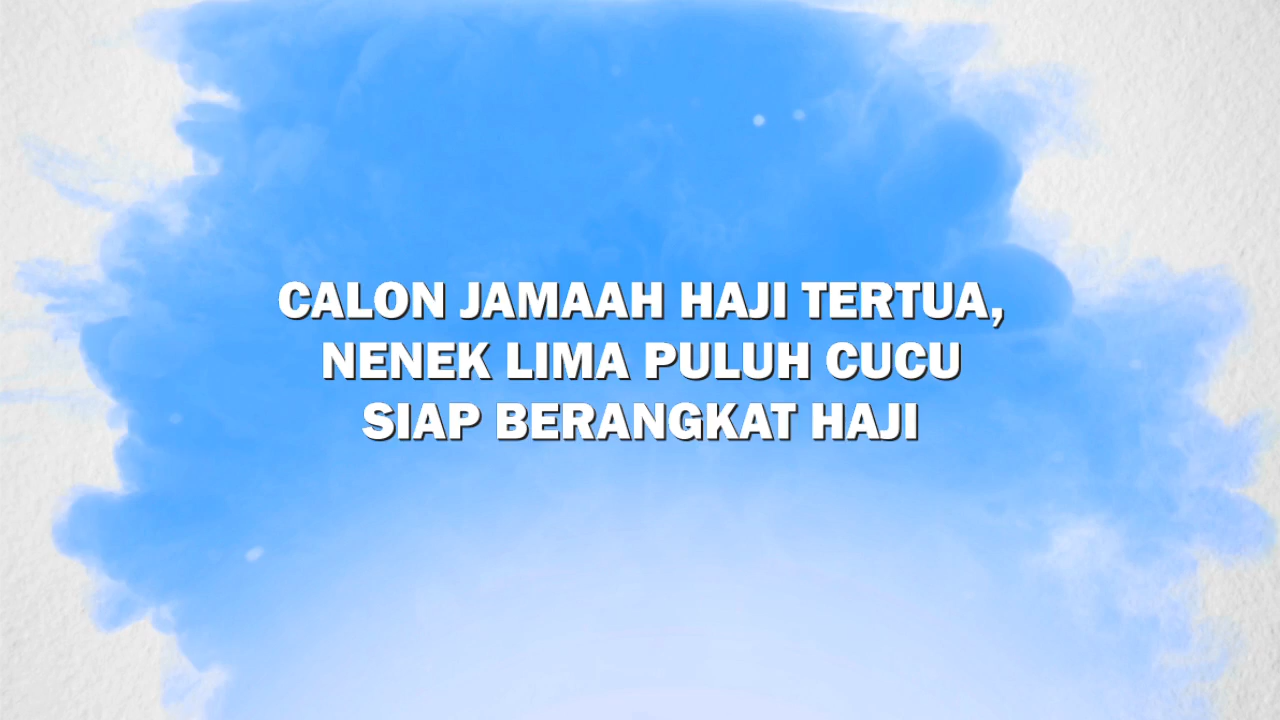 CALON JAMAAH HAJI TERTUA,
NENEK LIMA PULUH CUCU
SIAP BERANGKAT HAJI